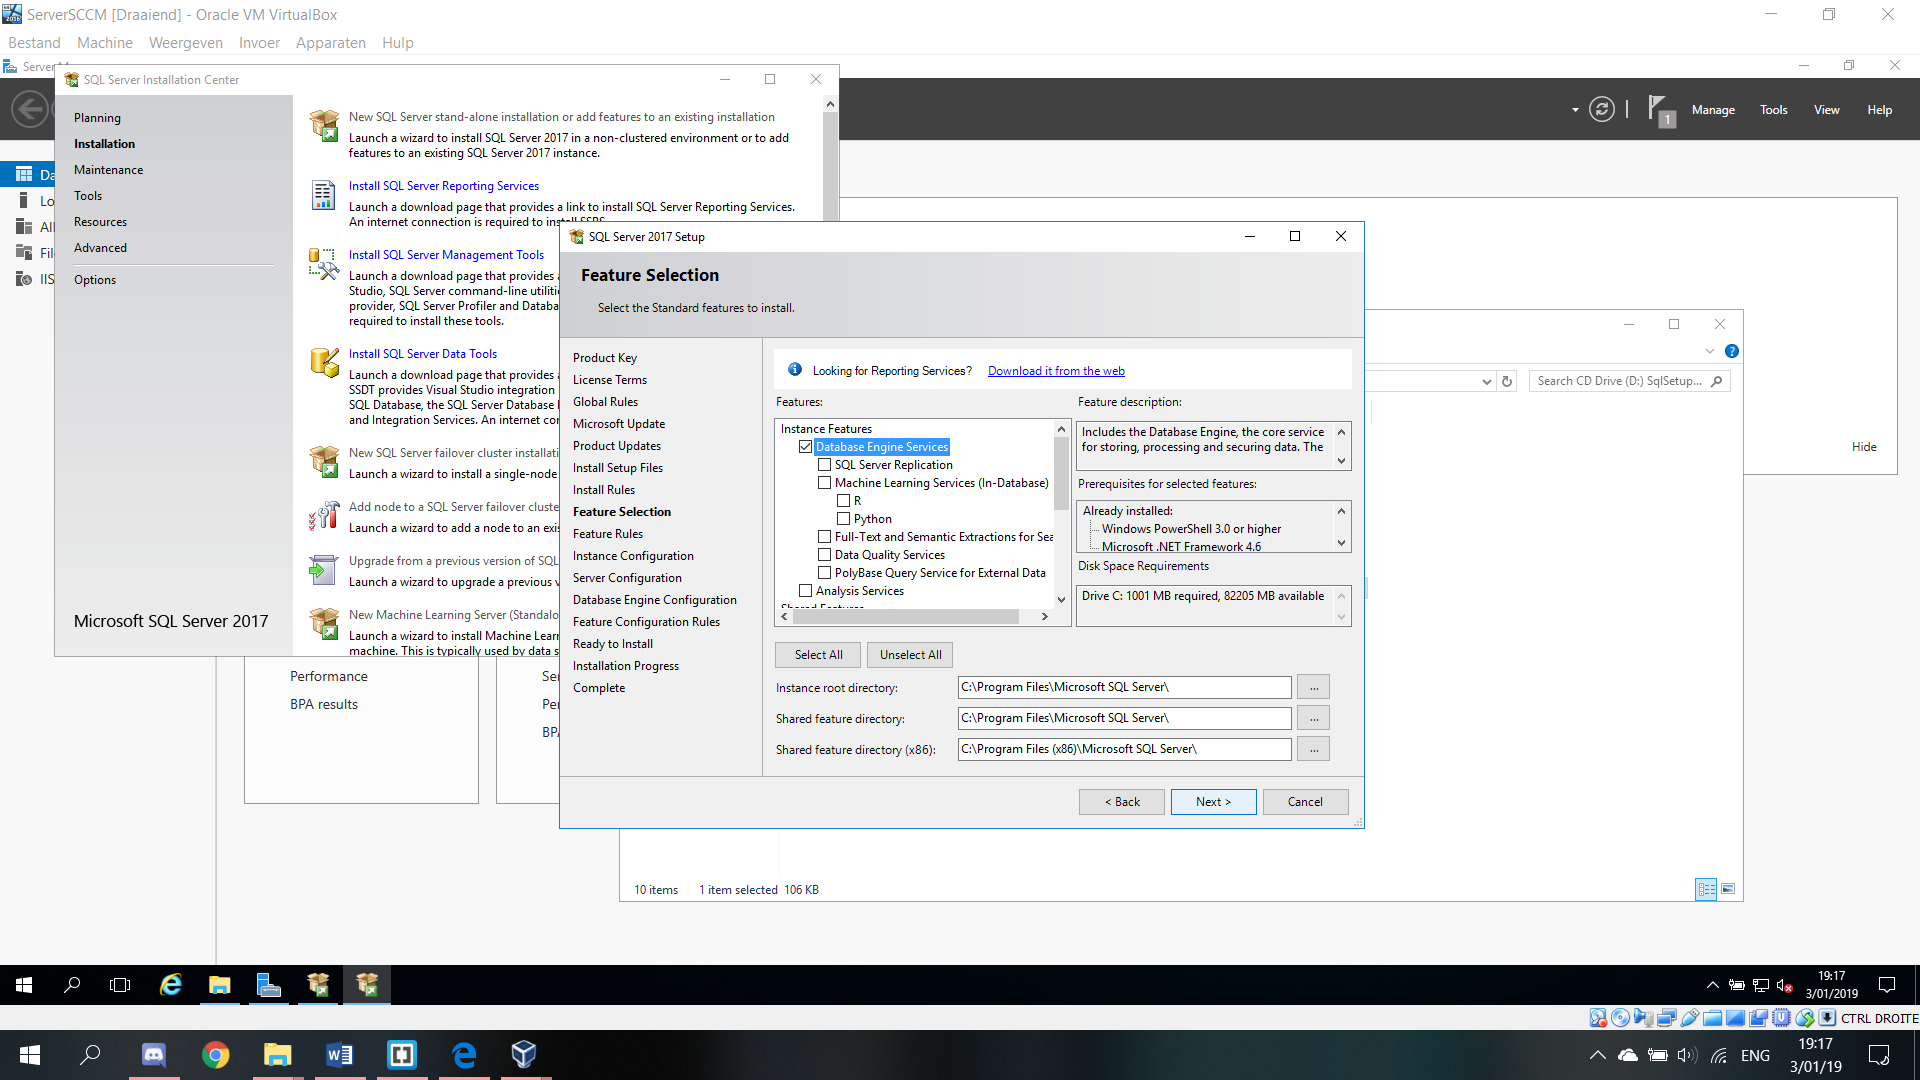 ServerSCCM [Draaiend] - Oracle VM VirtualBox
Bestand Machine Weergeven Invoer Apparaten Hulp
SQL Server Installation Center
Planning
Installation
Maintenance
Tools
Resources
Advanced
Options
Microsoft SQL Server 2017
New SQL Server stand-alone installation or add features to an existing installation
Launch a wizard to install SQL Server 2017 in a non-clustered environment or to add
features to an existing SQL Server 2017 instance.
Install SQL Server Reporting Services
Launch a download page that provides a link to install SQL Server Reporting Services.
An internet connection is required to install SSRS.
Install SQL Server Management Tools
Launch a download page that provides
Studio, SQL Server command-line utiliti
provider, SQL Server Profiler and Databa
required to install these tools.
Install SQL Server Data Tools
Launch a download page that provides
SSDT provides Visual Studio integration
SQL Database, the SQL Server Database
and Integration Services. An internet con
New SQL Server failover cluster installati
Launch a wizard to install a single-node
Add node to a SQL Server failover cluste
Launch a wizard to add a node to an exis
Upgrade from a previous version of SQL
Launch a wizard to upgrade a previous v
New Machine Learning Server (Standalo
Launch a wizard to install Machine Learn
machine. This is typically used by data s
1
Manage Tools View Help
Da
Lo
All
File
IIS
Performance
BPA results
Se
Per
BPA
Hide
Search CD Drive (D:) SqlSetup...
10 items 1 item selected 106 KB
SQL Server 2017 Setup
Feature Selection
Select the Standard features to install.
Product Key
License Terms
Global Rules
Microsoft Update
Product Updates
Install Setup Files
Install Rules
Feature Selection
Feature Rules
Instance Configuration
Server Configuration
Database Engine Configuration
Feature Configuration Rules
Ready to Install
Installation Progress
Complete
Looking for Reporting Services? Download it from the web
Features:
Instance Features
Database Engine Services
SQL Server Replication
Machine Learning Services (In-Database)
R
Python
Full-Text and Semantic Extractions for Sea
Data Quality Services
PolyBase Query Service for External Data
Analysis Services
Shared Features
Feature description:
Includes the Database Engine, the core service
for storing, processing and securing data. The
Prerequisites for selected features:
Already installed:
Windows PowerShell 3.0 or higher
Microsoft .NET Framework 4.6
Disk Space Requirements
Drive C: 1001 MB required, 82205 MB available
Select All Unselect All
Instance root directory: C:\Program Files\Microsoft SQL Server\ ...
Shared feature directory: C:\Program Files\Microsoft SQL Server\ ...
Shared feature directory (x86): C:\Program Files (x86)\Microsoft SQL Server\ ...
< Back Next > Cancel
19:17
3/01/2019
CTRL DROITE
ENG
19:17
3/01/19